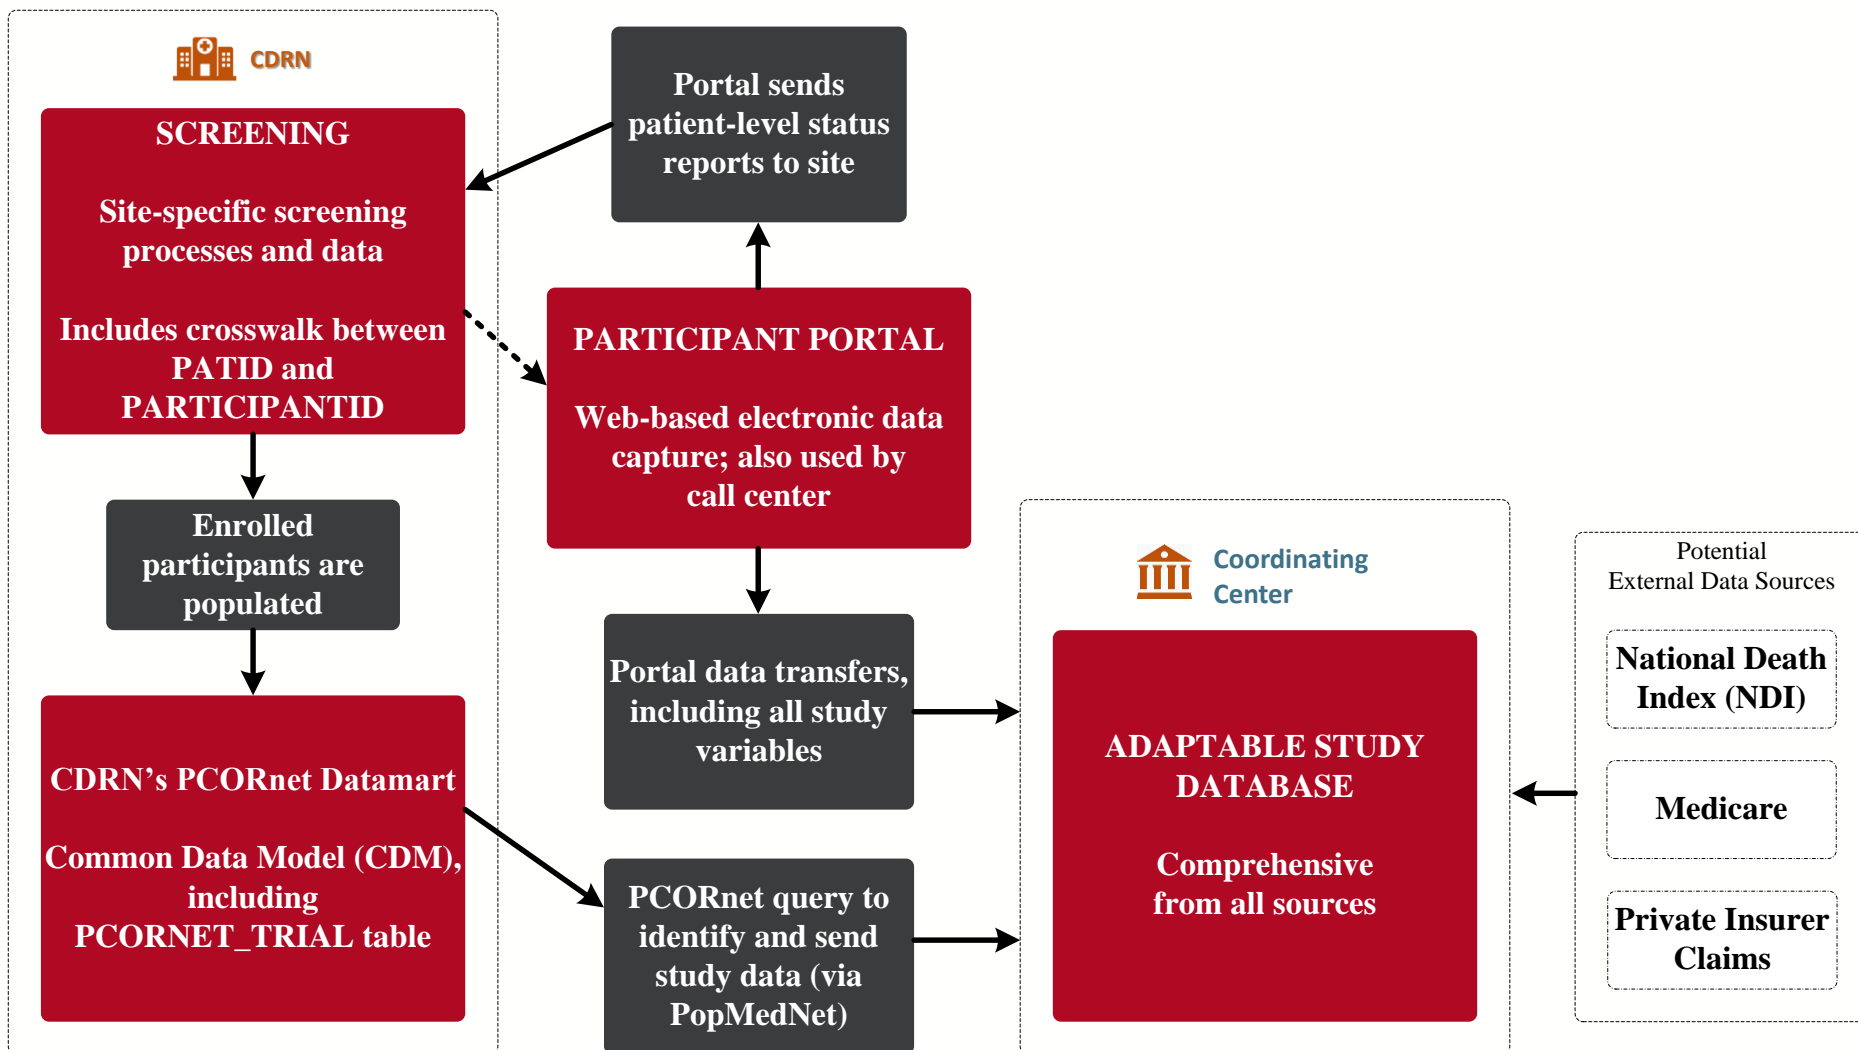 CDRN
SCREENING
Site-specific screening
processes and data
Includes crosswalk between
PATID and
PARTICIPANTID
Enrolled
participants are
populated
CDRN’s PCORnet Datamart
Common Data Model (CDM),
including
PCORNET_TRIAL table
Portal sends
patient-level status
reports to site
PARTICIPANT PORTAL
Web-based electronic data
capture; also used by
call center
Portal data transfers,
including all study
variables
PCORnet query to
identify and send
study data (via
PopMedNet)
Coordinating
Center
ADAPTABLE STUDY
DATABASE
Comprehensive
from all sources
Potential
External Data Sources
National Death
Index (NDI)
Medicare
Private Insurer
Claims